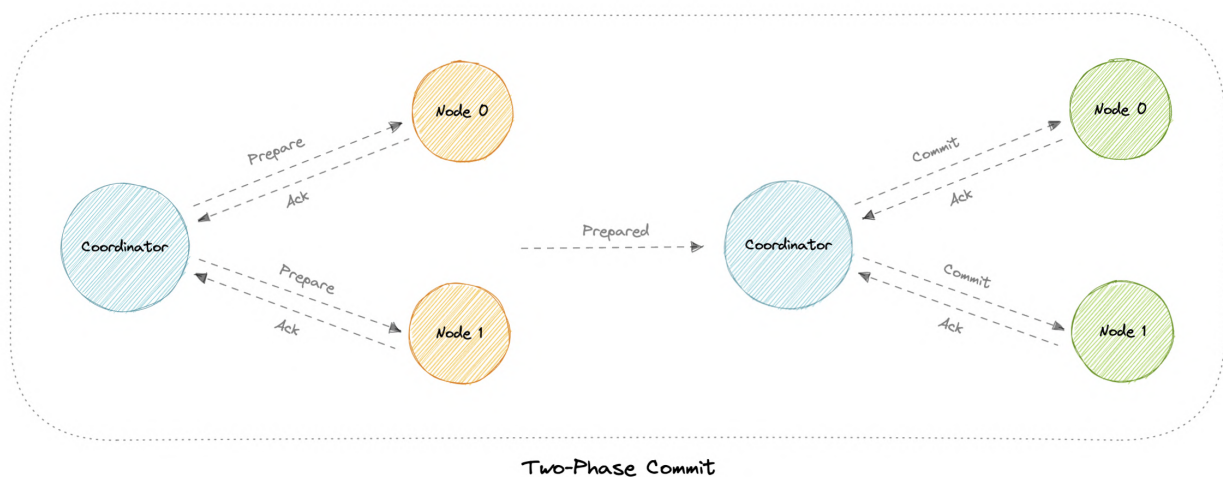 Node 0
Prepare
Ack
Coordinator
Prepare
Ack
Node 1
Prepared
Node 0
Commit
Ack
Coordinator
Commit
Ack
Node 1
Two-Phase Commit